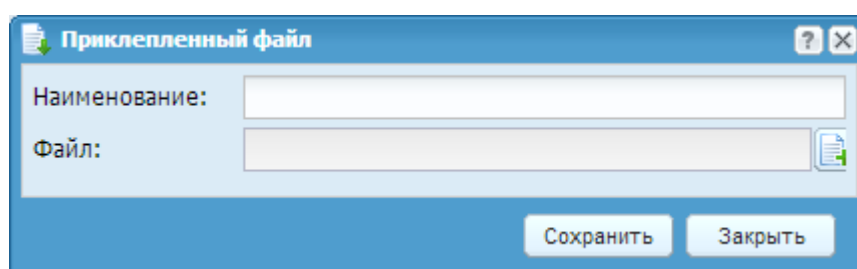 Приклепленный файл
Наименование:
Файл:
Сохранить Закрыть